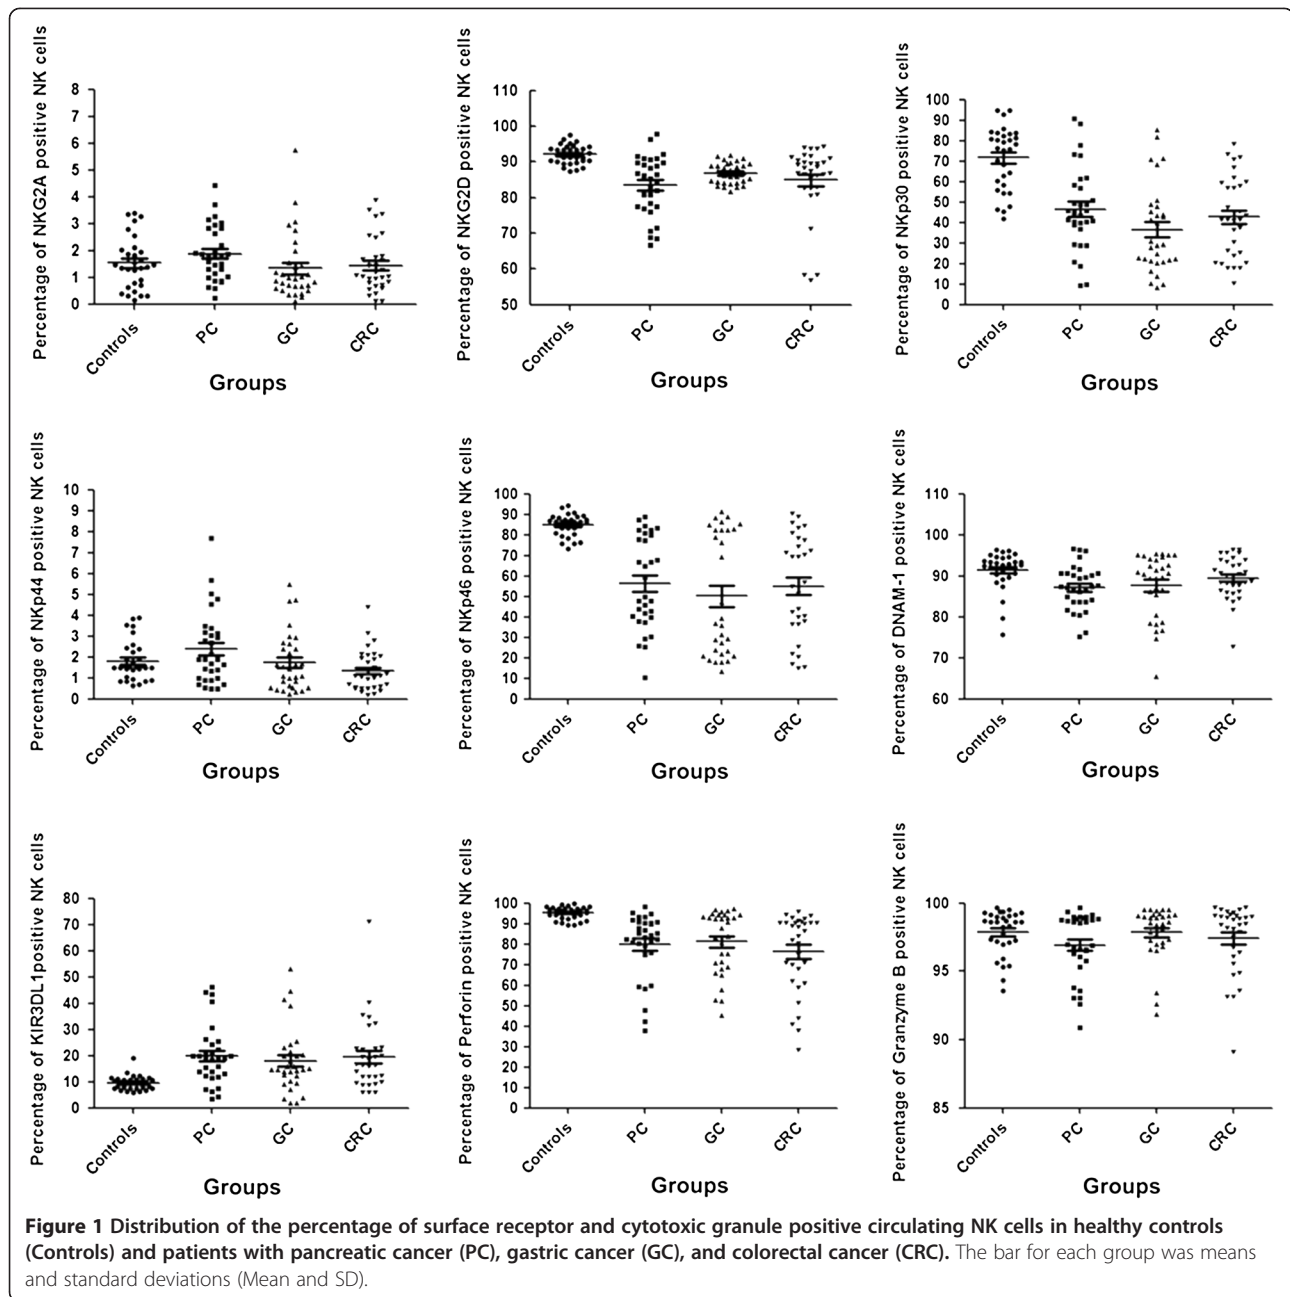 Percentage of NKG2A positive NK cells
8
7
6
5
4
3
2
1
0
Controls
PC
GC
CRC
Groups
Percentage of NKG2D positive NK cells
110
100
90
80
70
60
50
Controls
PC
GC
CRC
Groups
Percentage of NKp30 positive NK cells
100
90
80
70
60
50
40
30
20
10
0
Controls
PC
GC
CRC
Groups
Percentage of NKp44 positive NK cells
10
9
8
7
6
5
4
3
2
1
0
Controls
PC
GC
CRC
Groups
Percentage of NKp46 positive NK cells
100
90
80
70
60
50
40
30
20
10
0
Controls
PC
GC
CRC
Groups
Percentage of DNAM-1 positive NK cells
110
100
90
80
70
60
Controls
PC
GC
CRC
Groups
Percentage of KIR3DL1positive NK cells
80
70
60
50
40
30
20
10
0
Controls
PC
GC
CRC
Groups
Percentage of Perforin positive NK cells
100
90
80
70
60
50
40
30
20
10
0
Controls
PC
GC
CRC
Groups
Percentage of Granzyme B positive NK cells
100
95
90
85
Controls
PC
GC
CRC
Groups
Figure 1 Distribution of the percentage of surface receptor and cytotoxic granule positive circulating NK cells in healthy controls
(Controls) and patients with pancreatic cancer (PC), gastric cancer (GC), and colorectal cancer (CRC). The bar for each group was means
and standard deviations (Mean and SD).